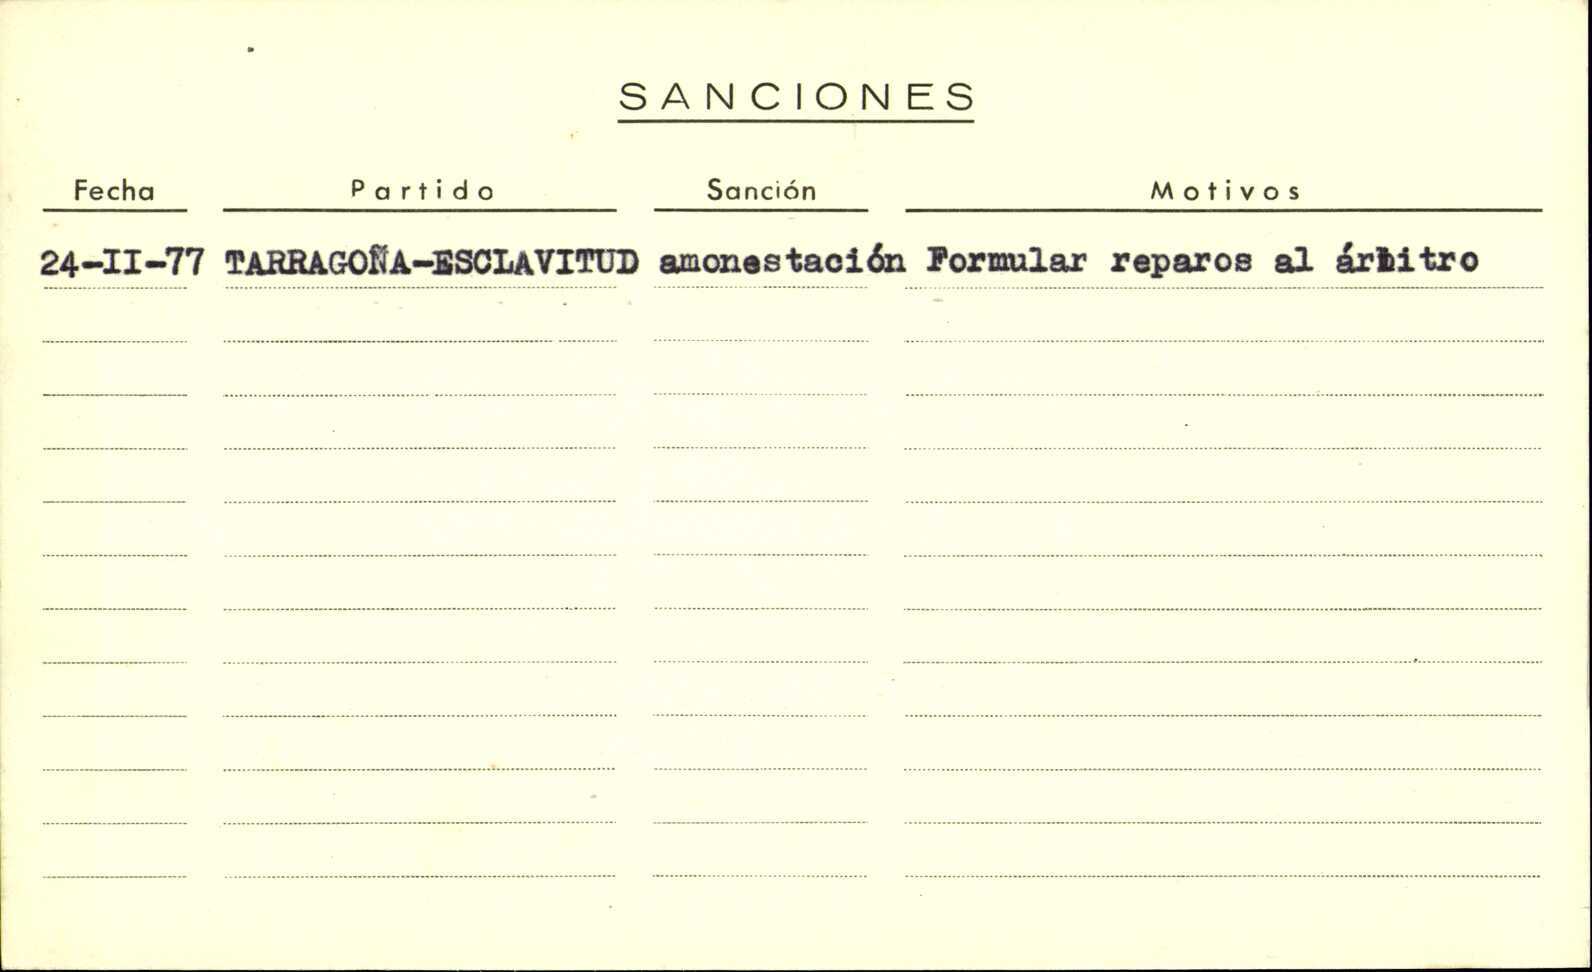 SANCIONES
Fecha Partido Sanción Motivos
24-II-77 TARRAGOÑA-ESCLAVITUD amonestación Formular reparos al árbitro